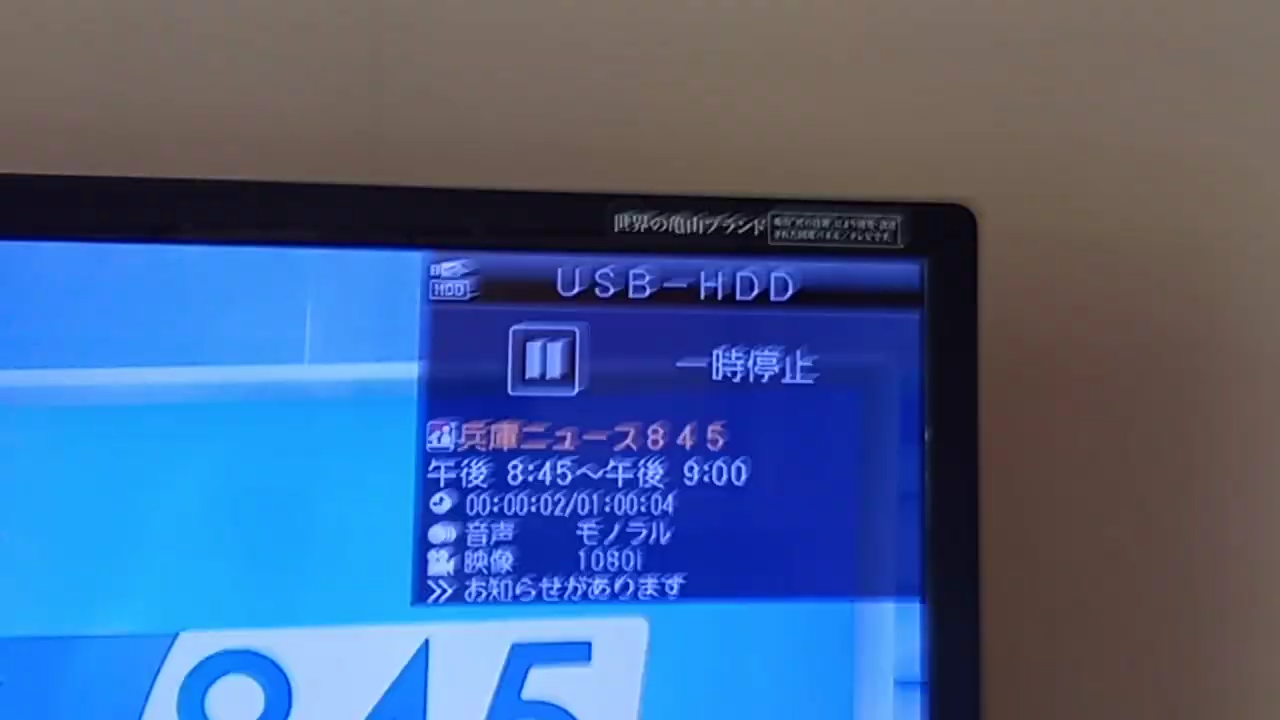 世界の亀山ブランド
USB-HDD
HDD
一時停止
兵庫ニュース845
午後 8:45～午後 9:00
00:00:02/01:00:04
音声 モノラル
映像 1080i
お知らせがあります
845